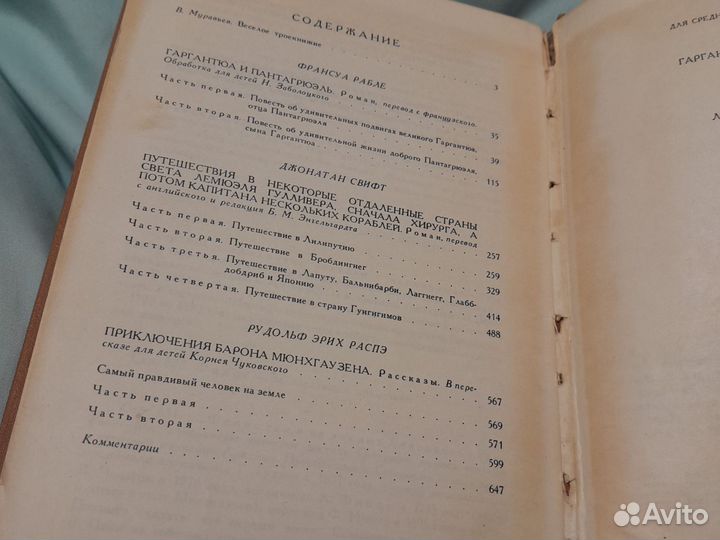 СОДЕРЖАНИЕ
В. Муравьев. Веселое троекнижие . . . . . 3
ФРАНСУА РАБЛЕ
ГАРГАНТЮА И ПАНТАГРЮЭЛЬ. Роман, перевод с французского.
Обработка для детей Н. Заболоцкого . . . . . 35
Часть первая. Повесть об удивительных подвигах великого Гаргантюа,
отца Пантагрюэля . . . . . 39
Часть вторая. Повесть об удивительной жизни доброго Пантагрюэля,
сына Гаргантюа . . . . . 115
ДЖОНАТАН СВИФТ
ПУТЕШЕСТВИЯ В НЕКОТОРЫЕ ОТДАЛЕННЫЕ СТРАНЫ
СВЕТА ЛЕМЮЭЛЯ ГУЛЛИВЕРА, СНАЧАЛА ХИРУРГА, А
ПОТОМ КАПИТАНА НЕСКОЛЬКИХ КОРАБЛЕЙ. Роман, перевод
с английского и редакция Б. М. Энгельгардта . . . . . 257
Часть первая. Путешествие в Лилипутию . . . . . 259
Часть вторая. Путешествие в Бробдингнег . . . . . 329
Часть третья. Путешествие в Лапуту, Бальнибарби, Лаггнегг, Глабб-
добдриб и Японию . . . . . 414
Часть четвертая. Путешествие в страну Гуигнгнмов . . . . . 488
РУДОЛЬФ ЭРИХ РАСПЭ
ПРИКЛЮЧЕНИЯ БАРОНА МЮНХГАУЗЕНА. Рассказы. В пере-
сказе для детей Корнея Чуковского . . . . . 567
Самый правдивый человек на земле . . . . . 569
Часть первая . . . . . 571
Часть вторая . . . . . 599
Комментарии . . . . . 647
ДЛЯ СРЕДН
ГАРГАН
Л
Avito